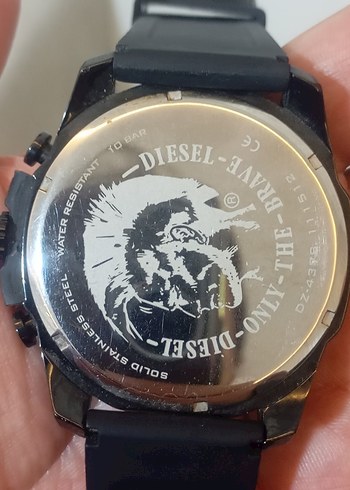 DIESEL-ONLY-THE-BRAVE-DIESEL-
®
SOLID STAINLESS STEEL
WATER RESISTANT
10 BAR
CE